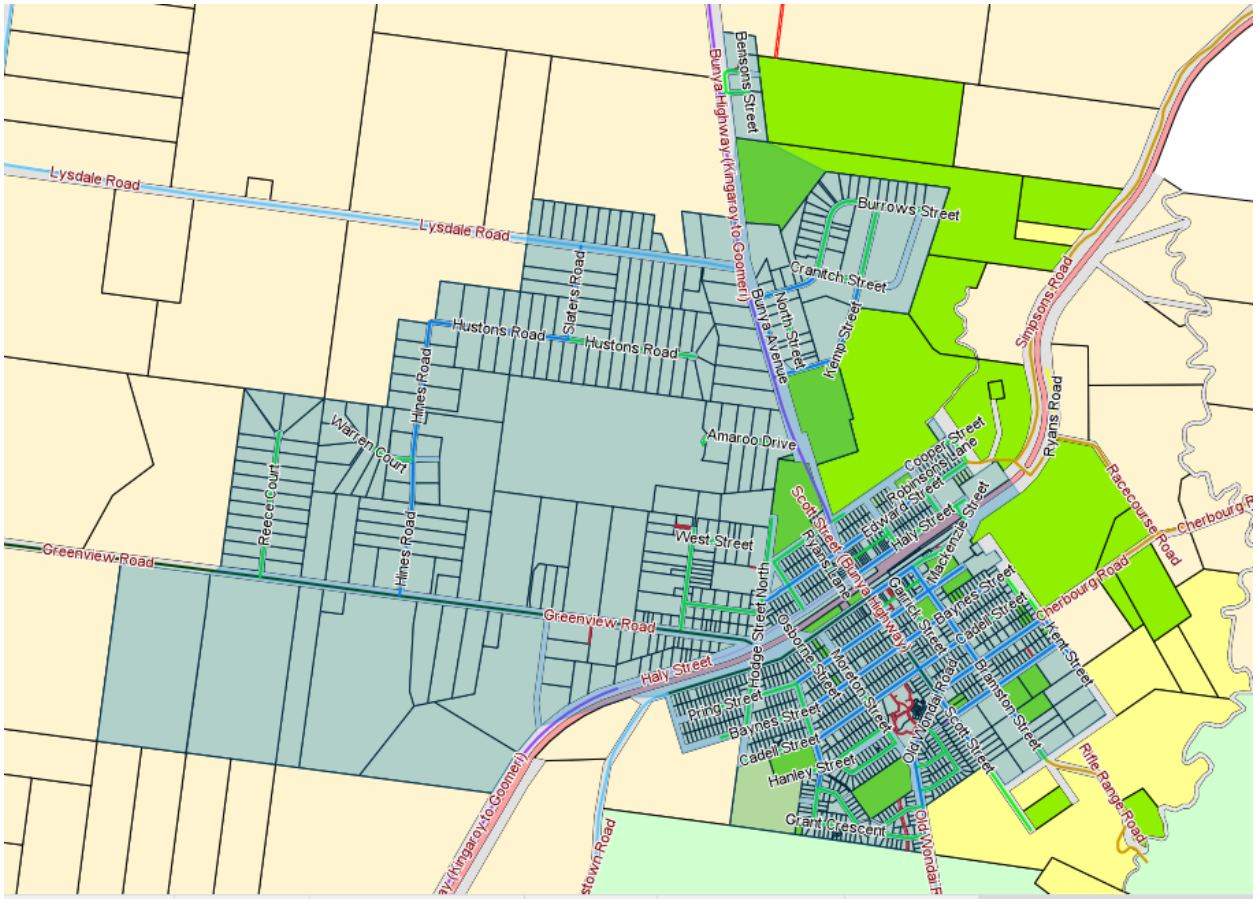 Bensons Street
Bunya Highway (Kingaroy to Goomeri)
Lysdale Road
Lysdale Road
Burrows Street
Cranitch Street
North Street
Kemp Street
Bunya Avenue
Simpsons Road
Slaters Road
Hustons Road
Hustons Road
Hines Road
Warren Court
Amaroo Drive
Ryans Road
Cooper Street
Robinsons Lane
Edward Street
Haly Street
Mackenzie Street
Racecourse Road
Cherbourg R
Cherbourg Road
Reece Court
Hines Road
Scott Street (Bunya Highway)
Ryans Lane
West Street
Greenview Road
Greenview Road
Hodge Street North
Osborne Street
Garrick Street
Baynes Street
Cadell Street
Kent Street
Haly Street
Moreton Street
Bramston Street
Old Wondai Road
Scott Street
Pring Street
Baynes Street
Cadell Street
Hanley Street
Grant Crescent
Rifle Range Road
Old Wondai R
ay (Kingaroy to Goomeri)
stown Road